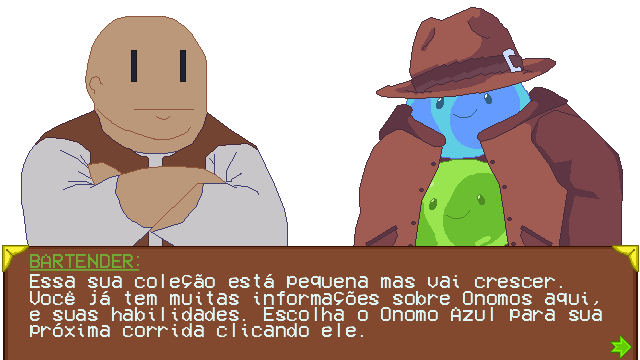 BARTENDER:
Essa sua coleção está pequena mas vai crescer.
Você já tem muitas informações sobre Onomos aqui,
e suas habilidades. Escolha o Onomo Azul para sua
próxima corrida clicando ele.